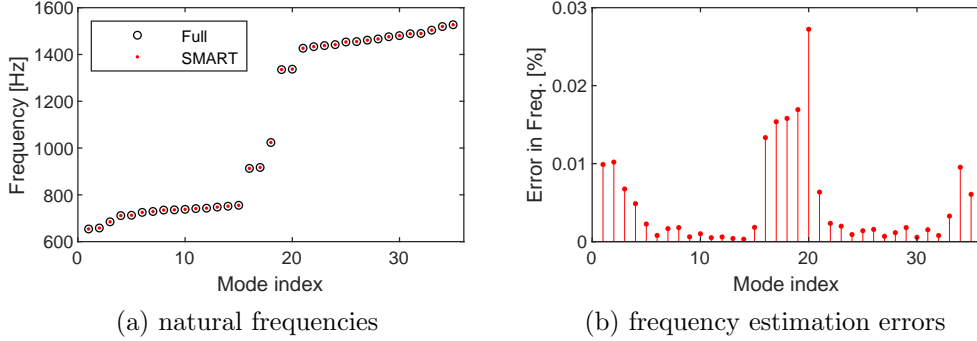 1600
1400
1200
1000
800
600
Frequency [Hz]
Full
SMART
0
10
20
30
Mode index
(a) natural frequencies
0.03
0.02
0.01
0
Error in Freq. [%]
0
10
20
30
Mode index
(b) frequency estimation errors